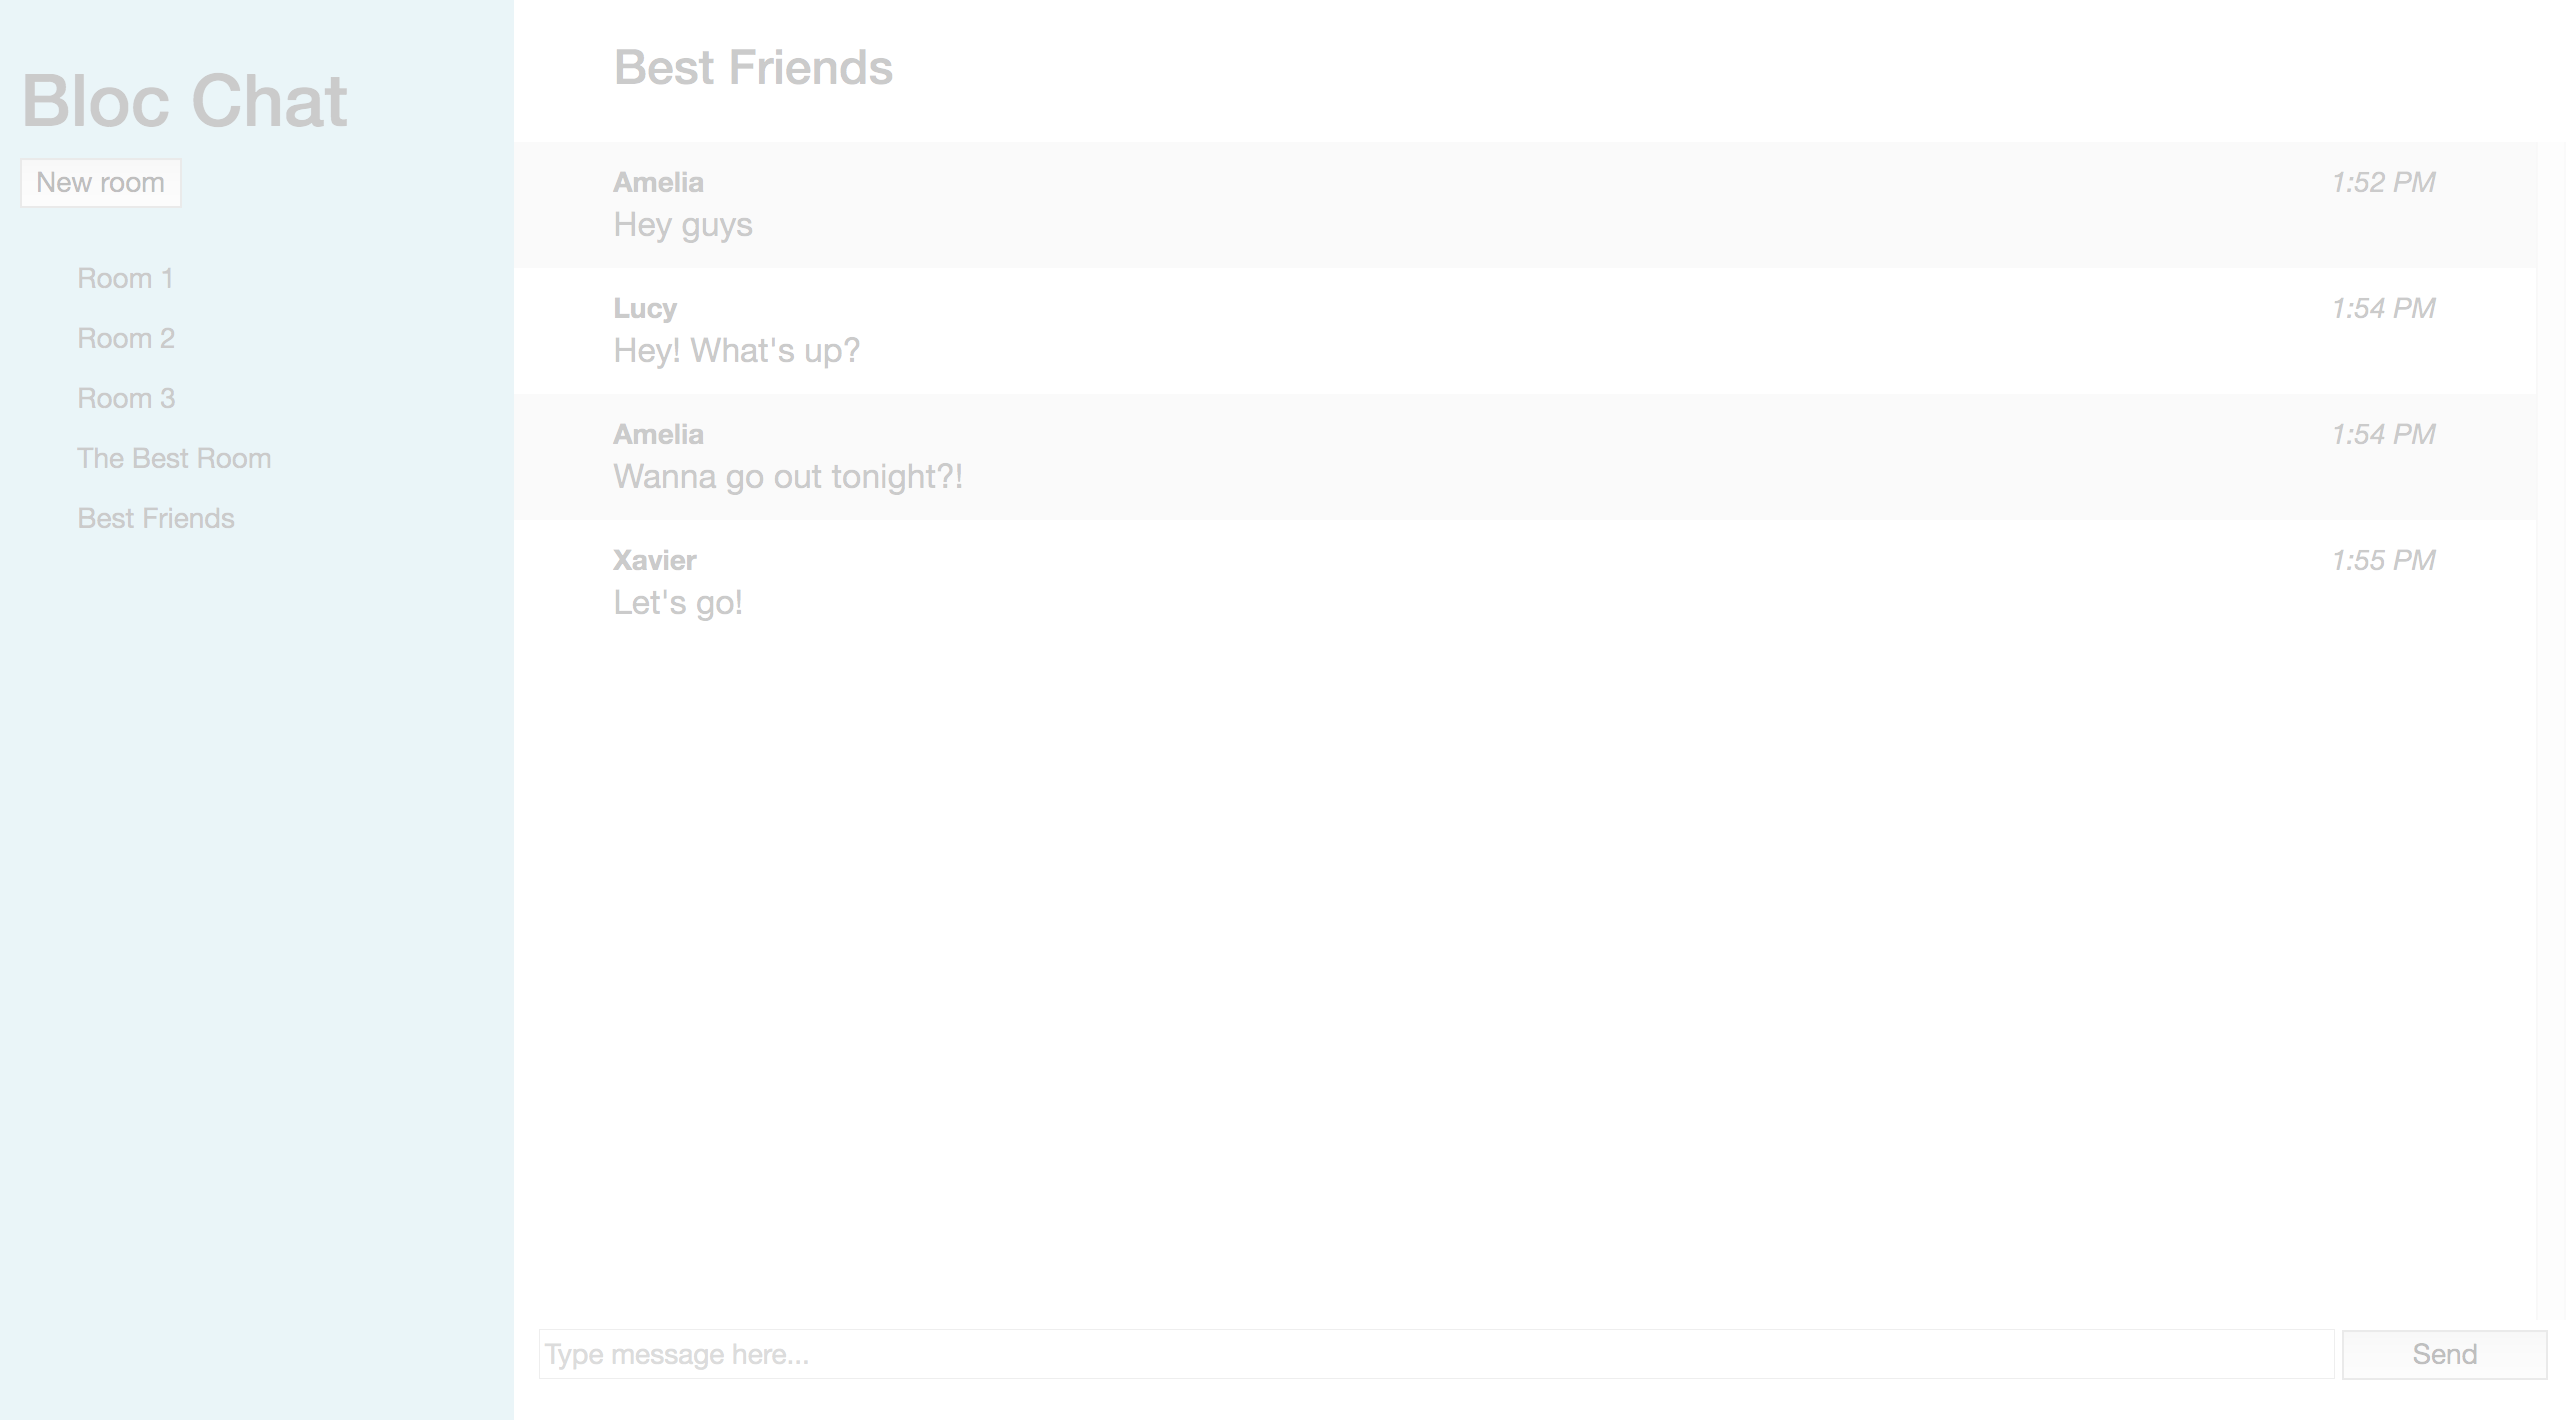 Bloc Chat
New room
Room 1
Room 2
Room 3
The Best Room
Best Friends
Best Friends
Amelia 1:52 PM
Hey guys
Lucy 1:54 PM
Hey! What's up?
Amelia 1:54 PM
Wanna go out tonight?!
Xavier 1:55 PM
Let's go!
Type message here... Send